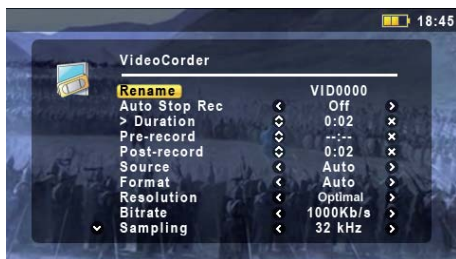 18:45
VideoCorder
Rename VID0000
Auto Stop Rec Off
> Duration 0:02
Pre-record --:--
Post-record 0:02
Source Auto
Format Auto
Resolution Optimal
Bitrate 1000Kb/s
Sampling 32 kHz